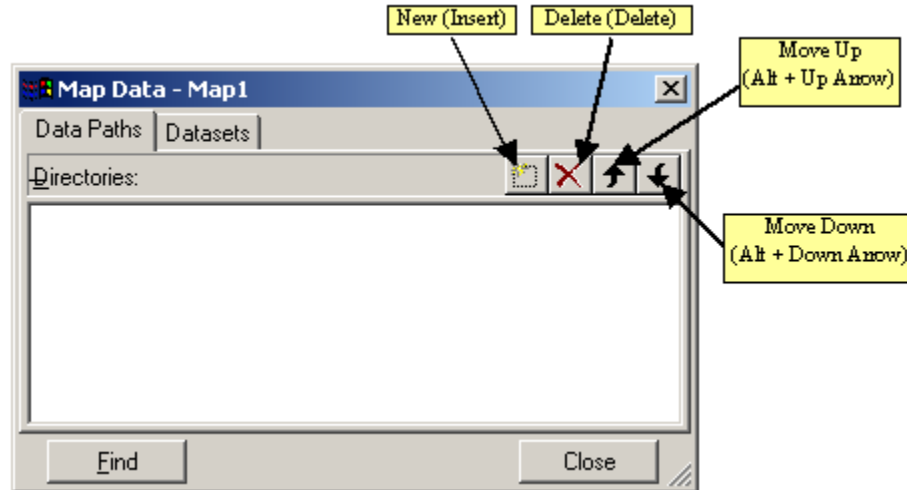 New (Insert)
Delete (Delete)
Move Up
(Alt + Up Arrow)
Map Data - Map1
Data Paths
Datasets
Directories:
Move Down
(Alt + Down Arrow)
Find
Close